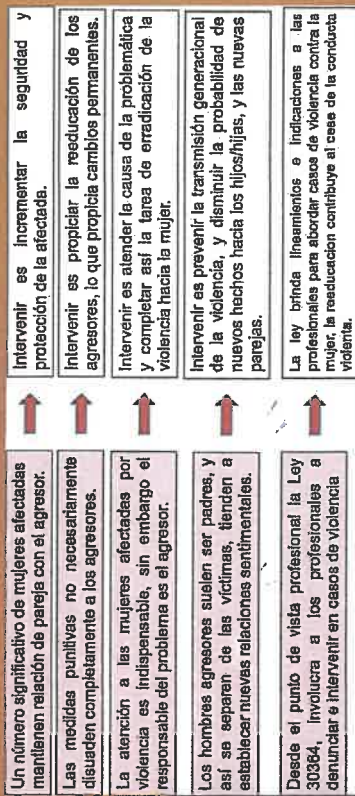 Un número significativo de mujeres afectadas
mantienen relación de pareja con el agresor.
Intervenir es incrementar la seguridad y
protección de la afectada.
Las medidas punitivas no necesariamente
disuaden completamente a los agresores.
Intervenir es propiciar la reeducación de los
agresores, lo que propicia cambios permanentes.
La atención a las mujeres afectadas por
violencia es indispensable, sin embargo el
responsable del problema es el agresor.
Intervenir es atender la causa de la problemática
y completar así la tarea de erradicación de la
violencia hacia la mujer.
Los hombres agresores suelen ser padres, y
así se separan de las víctimas, tienden a
establecer nuevas relaciones sentimentales.
Intervenir es prevenir la transmisión generacional
de la violencia, y disminuir la probabilidad de
nuevos hechos hacia los hijos/hijas, y las nuevas
parejas.
Desde el punto de vista profesional la Ley
30364, Involucra a los profesionales a
denunciar e intervenir en casos de violencia
La ley brinda lineamientos e indicaciones a las
profesionales para abordar casos de violencia contra la
mujer, la reeducacion contribuye al cese de la conducta
violenta.